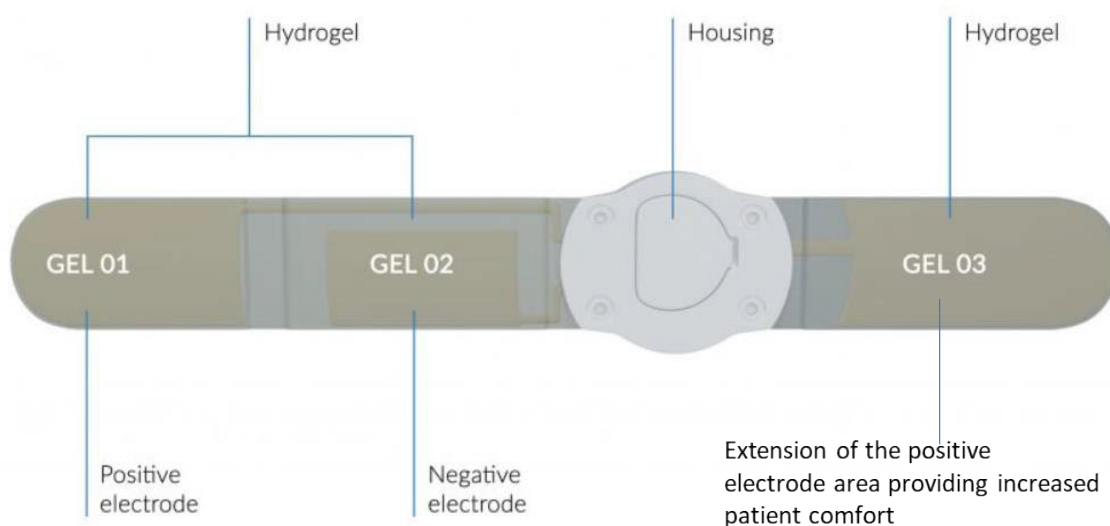 Hydrogel
Housing
Hydrogel
GEL 01
GEL 02
GEL 03
Positive
electrode
Negative
electrode
Extension of the positive
electrode area providing increased
patient comfort